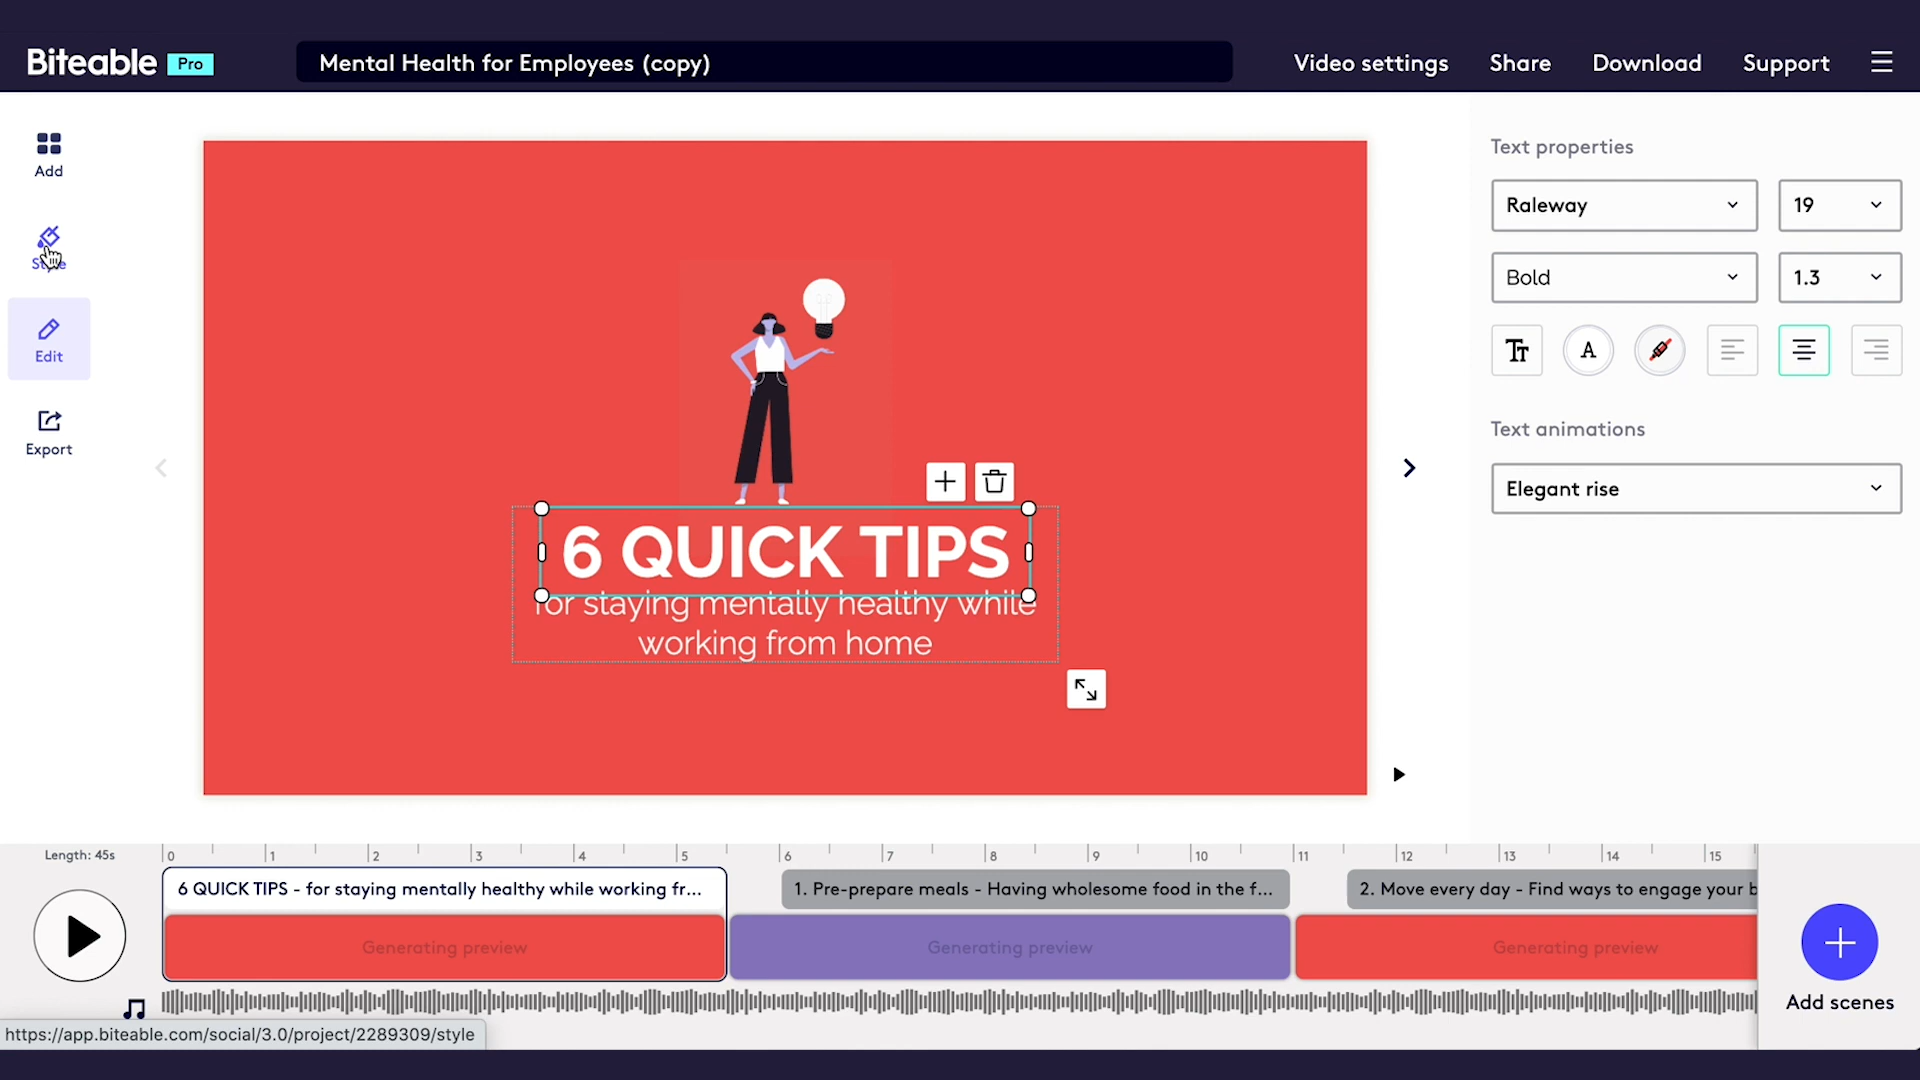 Biteable Pro
Mental Health for Employees (copy)
Video settings
Share
Download
Support
Add
Style
Edit
Export
6 QUICK TIPS
for staying mentally healthy while
working from home
Text properties
Raleway
19
Bold
1.3
Tт
A
Text animations
Elegant rise
Length: 45s
0 1 2 3 4 5 6 7 8 9 10 11 12 13 14 15
6 QUICK TIPS - for staying mentally healthy while working fr...
1. Pre-prepare meals - Having wholesome food in the f...
2. Move every day - Find ways to engage your b
Generating preview
Generating preview
Generating preview
Add scenes
https://app.biteable.com/social/3.0/project/2289309/style